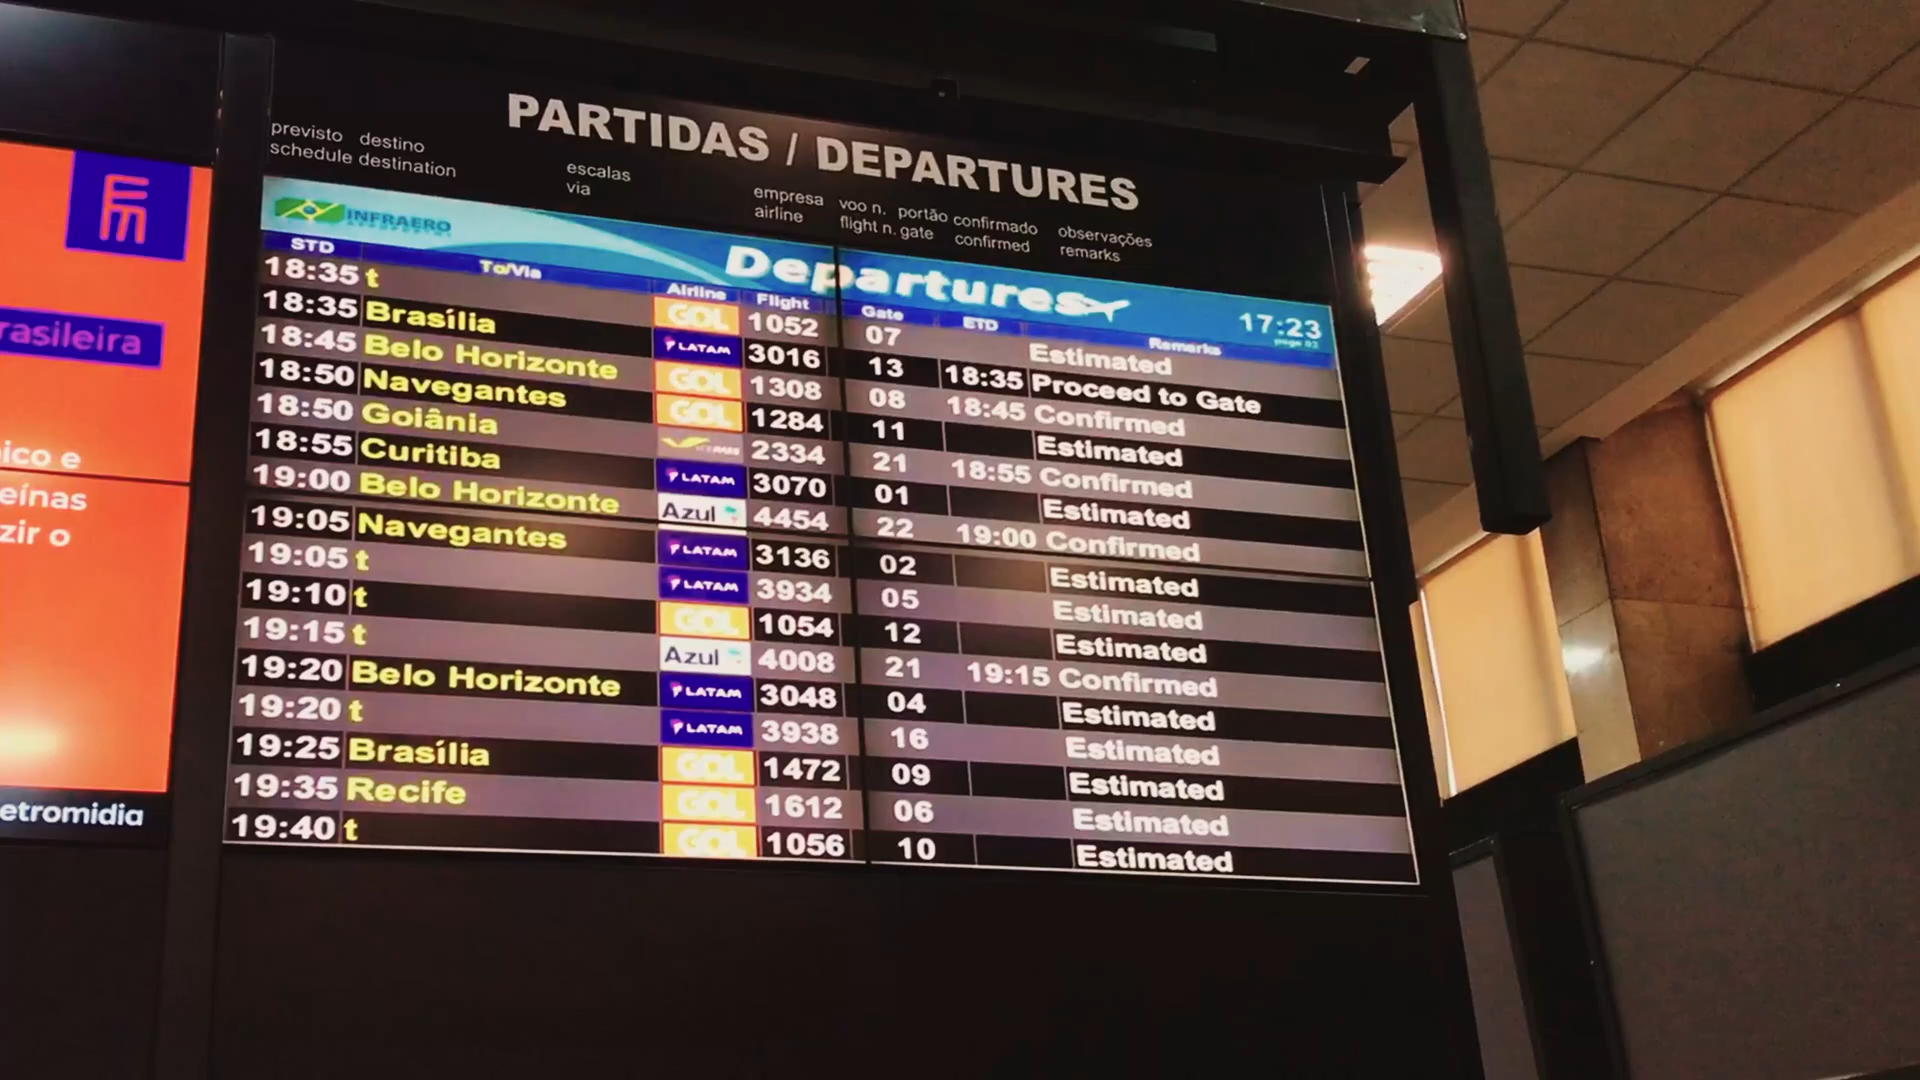 PARTIDAS / DEPARTURES
previsto destino escalas empresa voo n. portão confirmado observações
schedule destination via airline flight n. gate confirmed remarks
INFRAERO
Departures 17:23
STD To/Via Airline Flight Gate ETD Remarks
18:35 t GOL 1052 07 Estimated
18:35 Brasília LATAM 3016 13 18:35 Proceed to Gate
18:45 Belo Horizonte GOL 1308 08 18:45 Confirmed
18:50 Navegantes GOL 1284 11 Estimated
18:50 Goiânia 2334 21 18:55 Confirmed
18:55 Curitiba LATAM 3070 01 Estimated
19:00 Belo Horizonte Azul 4454 22 19:00 Confirmed
19:05 Navegantes LATAM 3136 02 Estimated
19:05 t LATAM 3934 05 Estimated
19:10 t GOL 1054 12 Estimated
19:15 t Azul 4008 21 19:15 Confirmed
19:20 Belo Horizonte LATAM 3048 04 Estimated
19:20 t LATAM 3938 16 Estimated
19:25 Brasília GOL 1472 09 Estimated
19:35 Recife GOL 1612 06 Estimated
19:40 t GOL 1056 10 Estimated
rasileira
ico e
eínas
zir o
etromidia